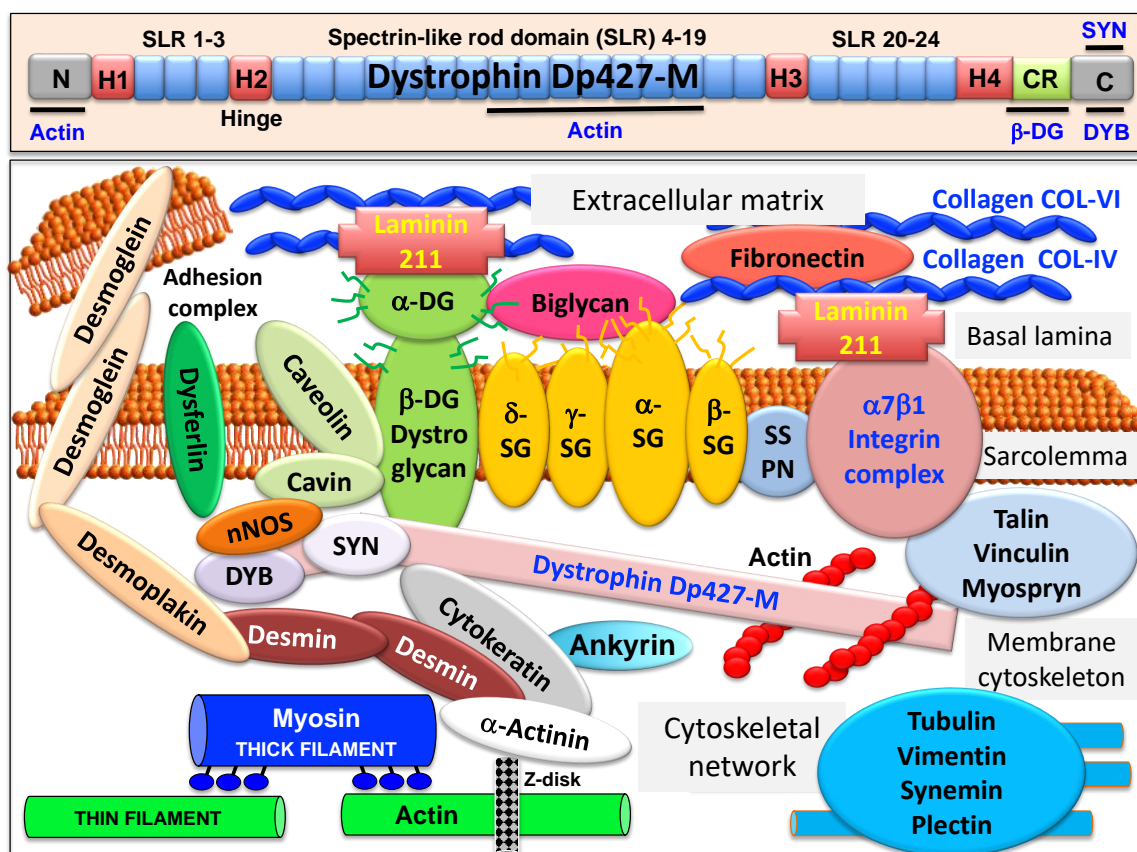 SLR 1-3
Spectrin-like rod domain (SLR) 4-19
SLR 20-24
SYN
N
H1
H2
Dystrophin Dp427-M
H3
H4
CR
C
Actin
Hinge
Actin
β-DG
DYB
Extracellular matrix
Collagen COL-VI
Laminin
211
Fibronectin
Collagen COL-IV
Desmoglein
Adhesion
complex
α-DG
Biglycan
Laminin
211
Basal lamina
Desmoglein
Dysferlin
Caveolin
β-DG
Dystro
glycan
δ-
SG
γ-
SG
α-
SG
β-
SG
SS
PN
α7β1
Integrin
complex
Sarcolemma
Cavin
nNOS
SYN
DYB
Dystrophin Dp427-M
Actin
Talin
Vinculin
Myospryn
Desmoplakin
Desmin
Desmin
Cytokeratin
Ankyrin
Membrane
cytoskeleton
Myosin
THICK FILAMENT
α-Actinin
Cytoskeletal
network
Tubulin
Vimentin
Synemin
Plectin
Z-disk
THIN FILAMENT
Actin